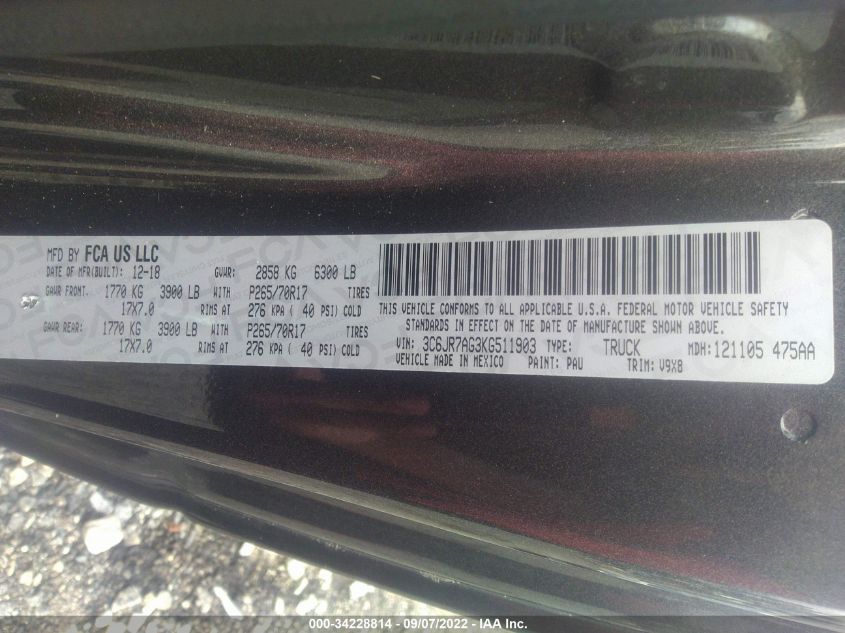 MFD BY FCA US LLC
DATE OF MFR(BUILT): 12-18 GVWR: 2858 KG 6300 LB
GAWR FRONT: 1770 KG 3900 LB WITH P265/70R17 TIRES
17X7.0 RIMS AT 276 KPA ( 40 PSI) COLD
GAWR REAR: 1770 KG 3900 LB WITH P265/70R17 TIRES
17X7.0 RIMS AT 276 KPA ( 40 PSI) COLD
THIS VEHICLE CONFORMS TO ALL APPLICABLE U.S.A. FEDERAL MOTOR VEHICLE SAFETY
STANDARDS IN EFFECT ON THE DATE OF MANUFACTURE SHOWN ABOVE.
VIN: 3C6JR7AG3KG511903 TYPE: TRUCK MDH: 121105 475AA
VEHICLE MADE IN MEXICO PAINT: PAU TRIM: V9X8
000-34228814 - 09/07/2022 - IAA Inc.